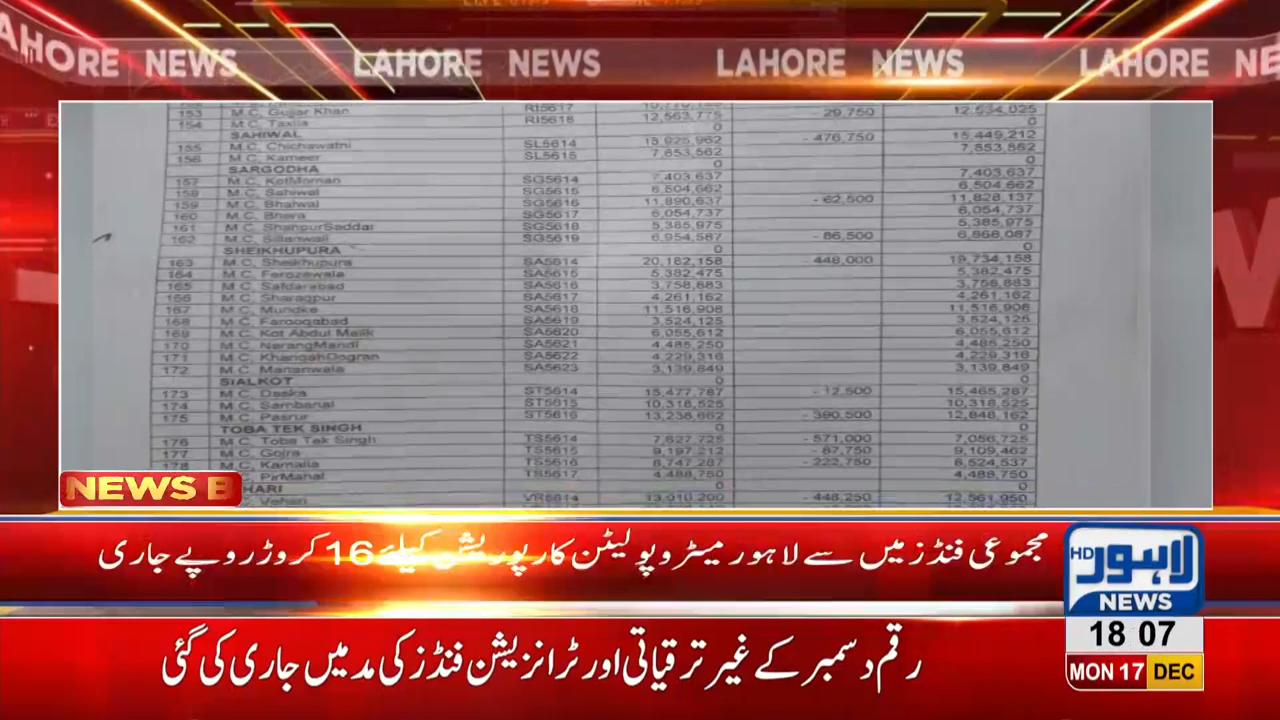 LAHORE NEWS LAHORE NEWS LAHORE NEWS LAHORE NE
153 M.C. Gujar Khan RI5617
154 M.C. Taxila RI5618 12,563,775 - 29,750 12,534,025
SAHIWAL 0 0
155 M.C. Chichawatni SL5614 15,925,962 - 476,750 15,449,212
156 M.C. Kameer SL5615 7,653,562 7,653,562
SARGODHA 0 0
157 M.C. KotMoman SG5614 7,403,637 7,403,637
158 M.C. Sahiwal SG5615 6,504,662 6,504,662
159 M.C. Bhalwal SG5616 11,890,637 - 62,500 11,828,137
160 M.C. Bhera SG5617 6,054,737 6,054,737
161 M.C. ShahpurSaddar SG5618 5,385,975 5,385,975
162 M.C. Sillanwali SG5619 6,954,587 - 86,500 6,868,087
SHEIKHUPURA 0 0
163 M.C. Sheikhupura SA5614 20,182,158 - 448,000 19,734,158
164 M.C. Ferozewala SA5615 5,382,475 5,382,475
165 M.C. Safdarabad SA5616 3,758,883 3,758,883
166 M.C. Sharaqpur SA5617 4,261,162 4,261,162
167 M.C. Mundke SA5618 11,516,908 11,516,908
168 M.C. Farooqabad SA5619 3,524,125 3,524,125
169 M.C. Kot Abdul Malik SA5620 6,055,612 6,055,612
170 M.C. NarangMandi SA5621 4,485,250 4,485,250
171 M.C. KhanqahDogran SA5622 4,229,316 4,229,316
172 M.C. Mananwala SA5623 3,139,849 3,139,849
SIALKOT 0 0
173 M.C. Daska ST5614 15,477,787 - 12,500 15,465,287
174 M.C. Sambarial ST5615 10,318,525 10,318,525
175 M.C. Pasrur ST5616 13,238,662 - 390,500 12,848,162
TOBA TEK SINGH 0 0
176 M.C. Toba Tek Singh TS5614 7,627,725 - 571,000 7,056,725
177 M.C. Gojra TS5615 9,197,212 - 87,750 9,109,462
178 M.C. Kamalia TS5616 8,747,287 - 222,750 8,524,537
PirMahal TS5617 4,488,750 4,488,750
HARI 0 0
M.C. Vehari VR5614 13,010,200 - 448,250 12,561,950
NEWS B
مجموعی فنڈز میں سے لاہور میٹروپولیٹن کارپوریشن کیلئے 16 کروڑ روپے جاری
رقم دسمبر کے غیر ترقیاتی اور ٹرانزیشن فنڈز کی مد میں جاری کی گئی
HD لاہور
NEWS
18 07
MON 17 DEC